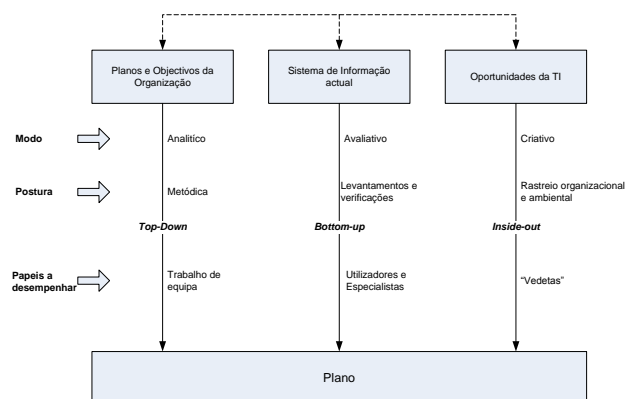 Planos e Objectivos da
Organização
Sistema de Informação
actual
Oportunidades da TI
Modo
Analítico
Avaliativo
Criativo
Postura
Metódica
Levantamentos e
verificações
Rastreio organizacional
e ambiental
Top-Down
Bottom-up
Inside-out
Papeis a
desempenhar
Trabalho de
equipa
Utilizadores e
Especialistas
"Vedetas"
Plano